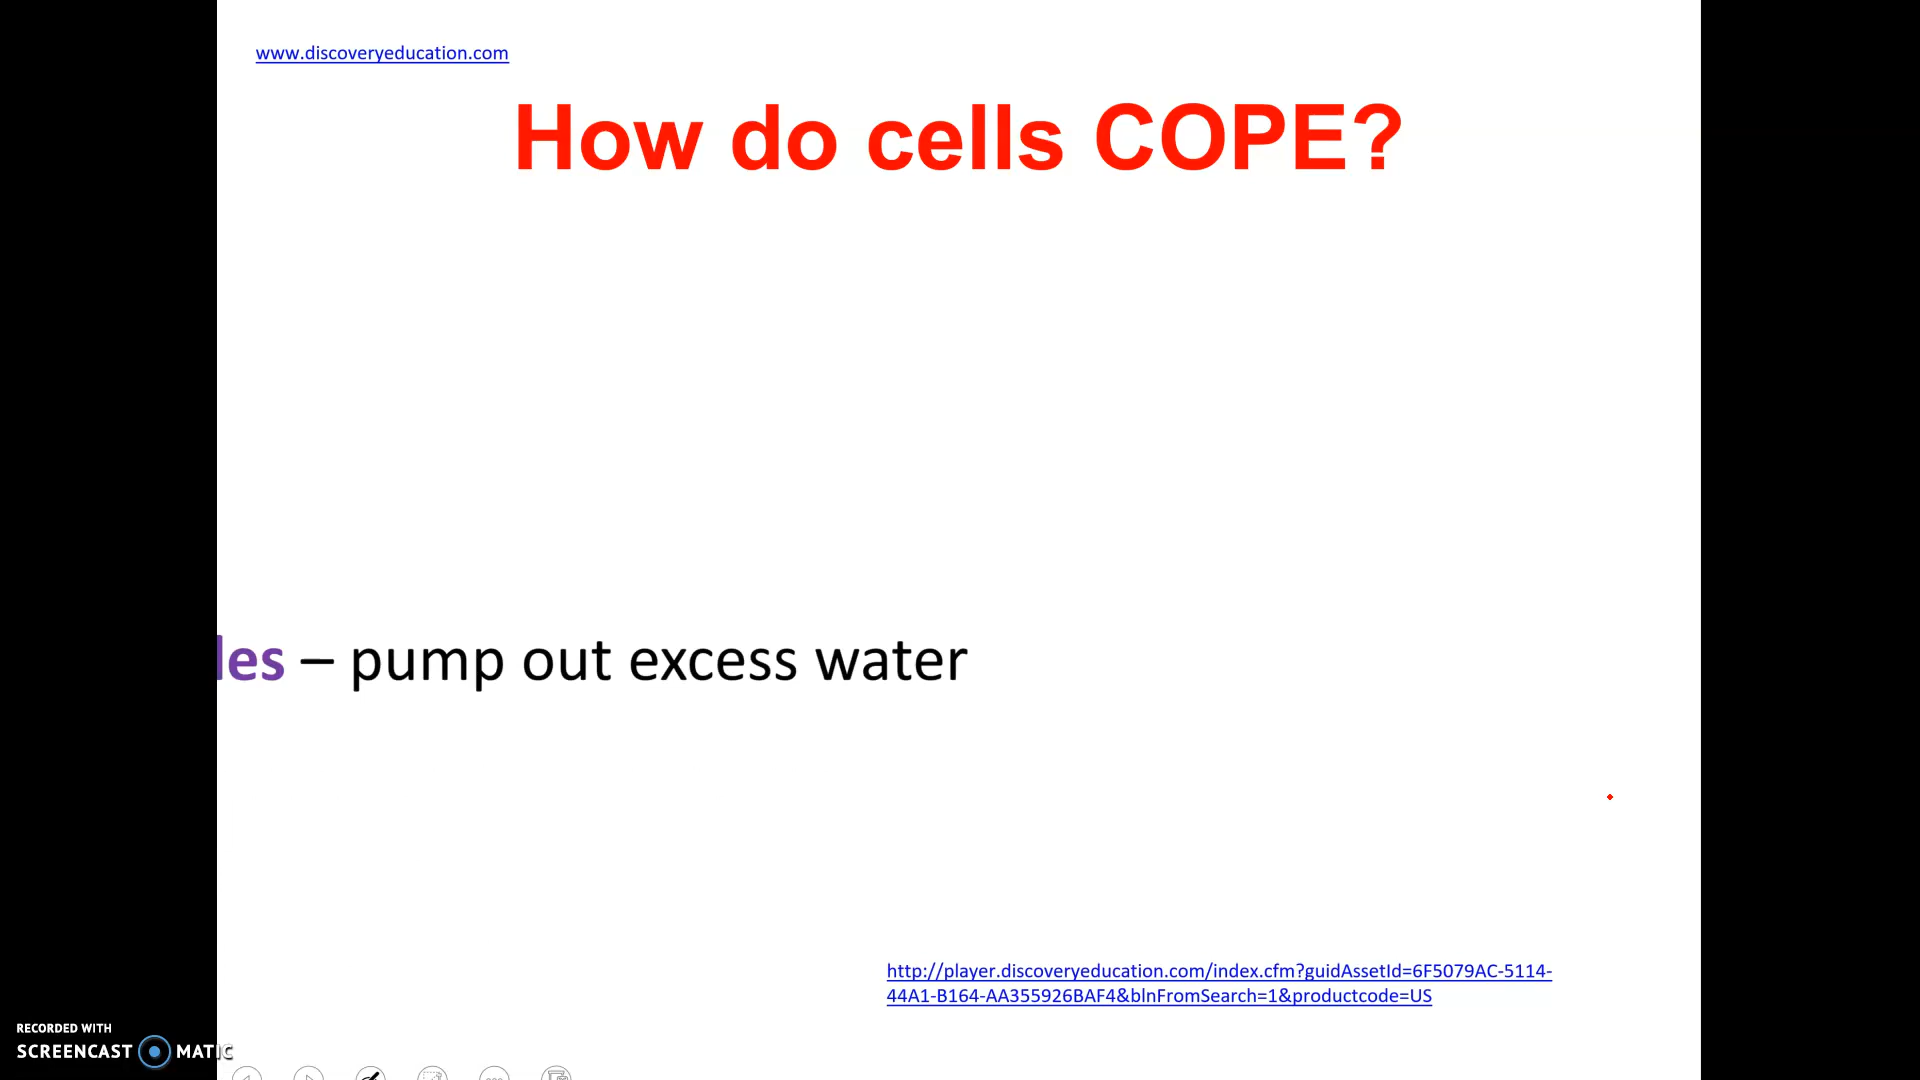 www.discoveryeducation.com
How do cells COPE?
les – pump out excess water
http://player.discoveryeducation.com/index.cfm?guidAssetId=6F5079AC-5114-
44A1-B164-AA355926BAF4&blnFromSearch=1&productcode=US
RECORDED WITH
SCREENCAST MATIC